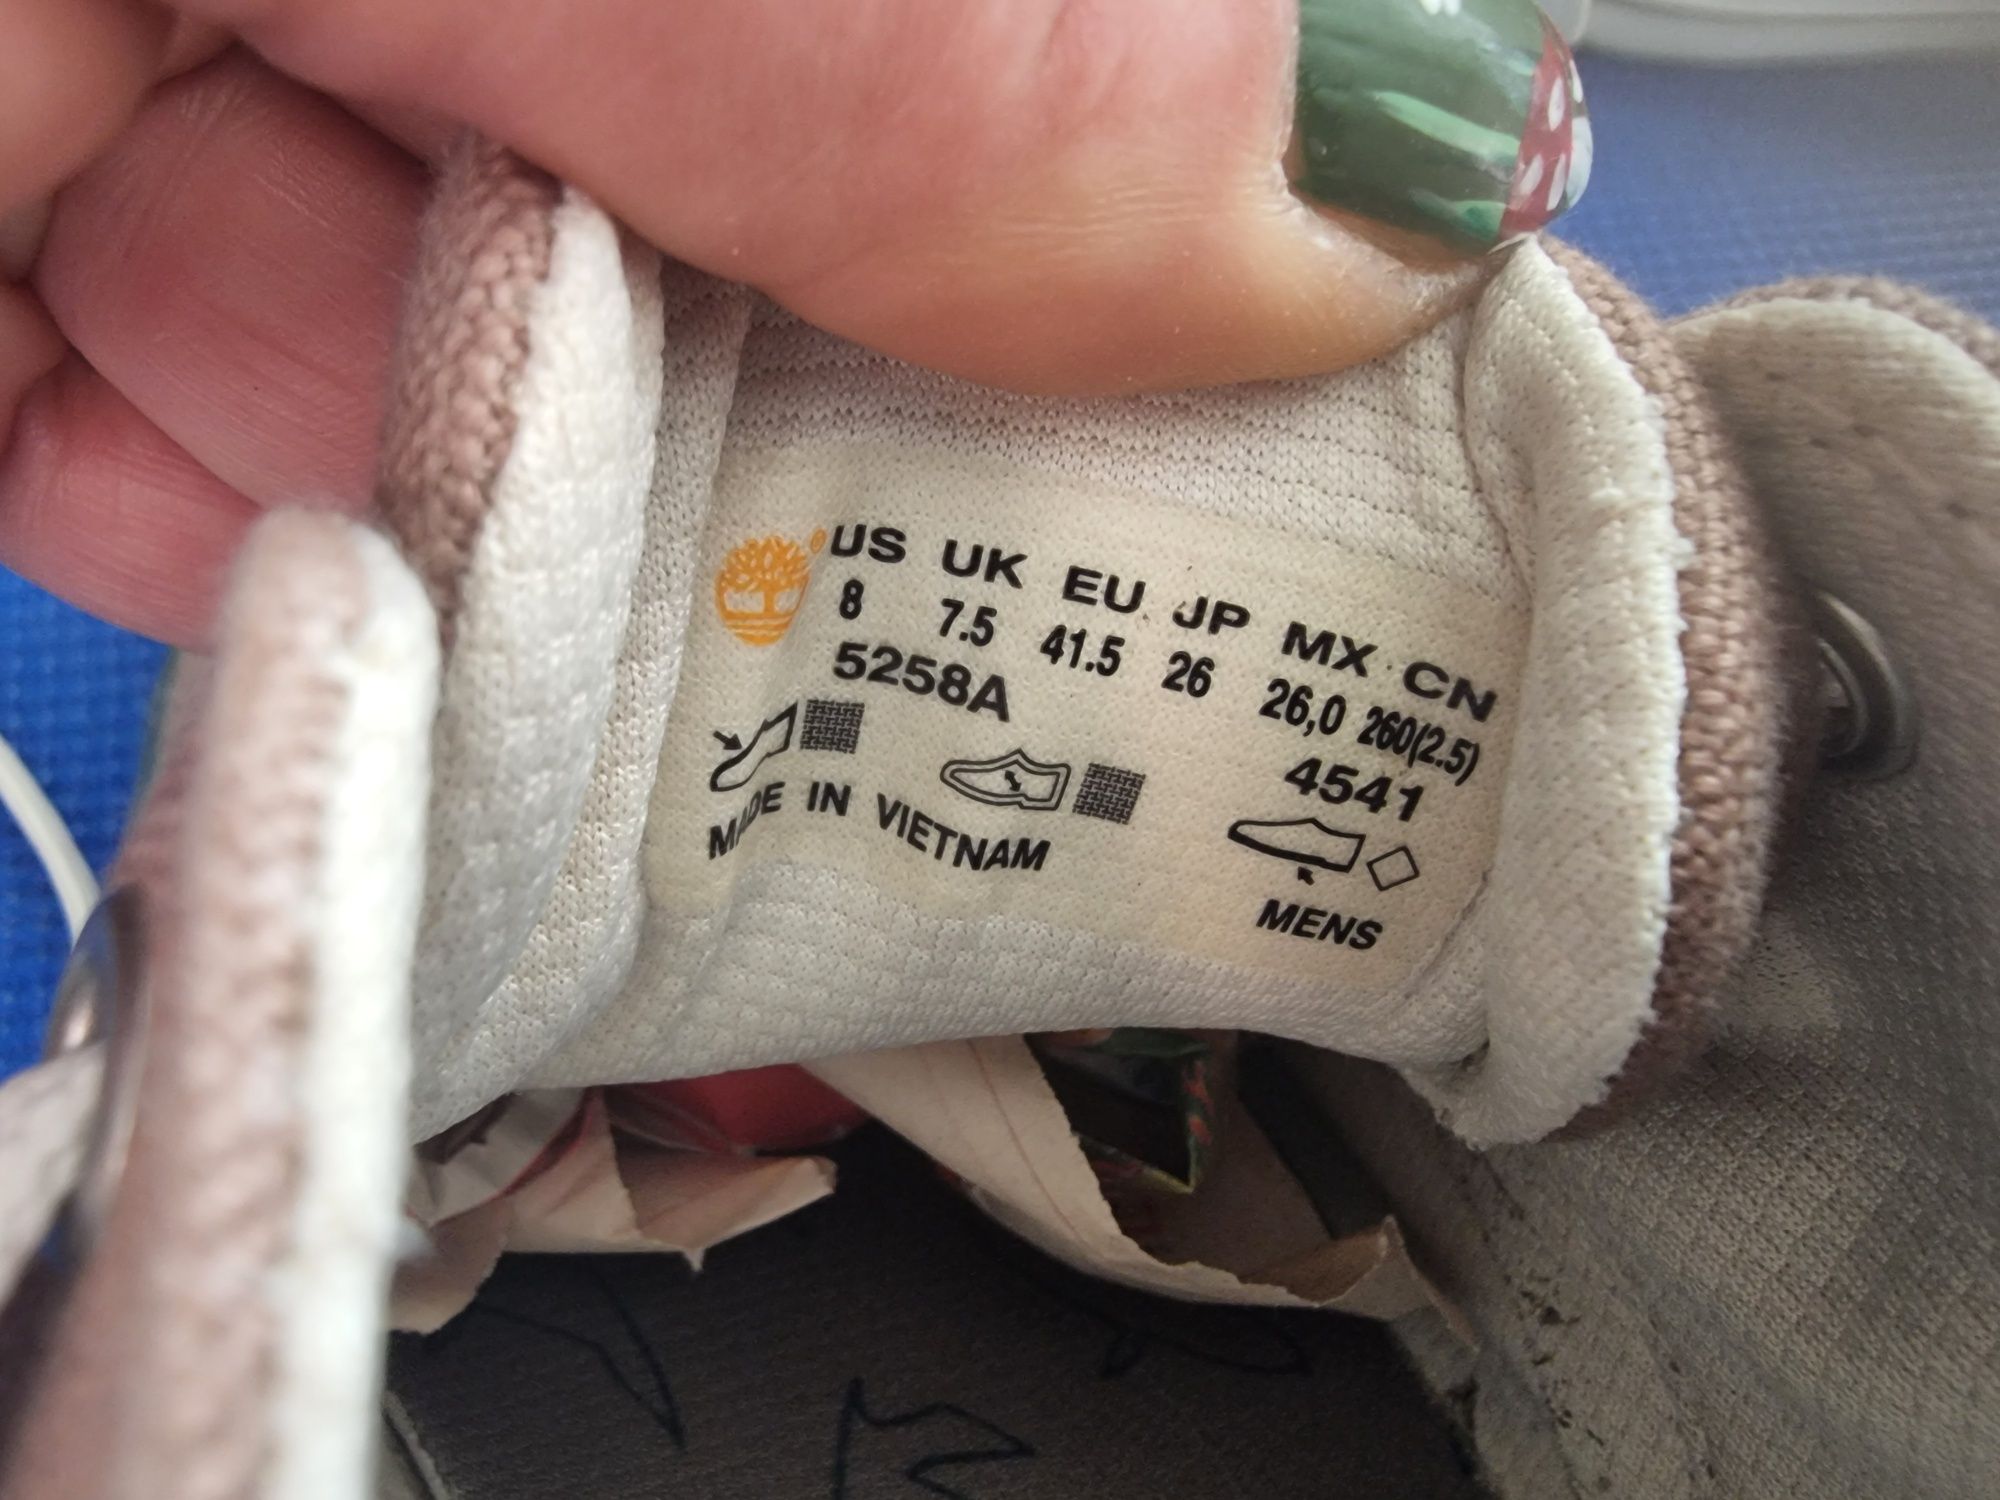 US UK EU JP MX CN
8 7.5 41.5 26 26,0 260(2.5)
5258A 4541
MADE IN VIETNAM
MENS